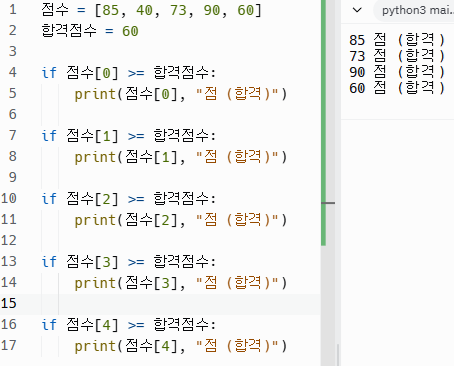 1 점수 = [85, 40, 73, 90, 60]
2 합격점수 = 60
3
4 if 점수[0] >= 합격점수:
5     print(점수[0], "점 (합격)")
6
7 if 점수[1] >= 합격점수:
8     print(점수[1], "점 (합격)")
9
10 if 점수[2] >= 합격점수:
11     print(점수[2], "점 (합격)")
12
13 if 점수[3] >= 합격점수:
14     print(점수[3], "점 (합격)")
15
16 if 점수[4] >= 합격점수:
17     print(점수[4], "점 (합격)")
python3 mai...
85 점 (합격)
73 점 (합격)
90 점 (합격)
60 점 (합격)